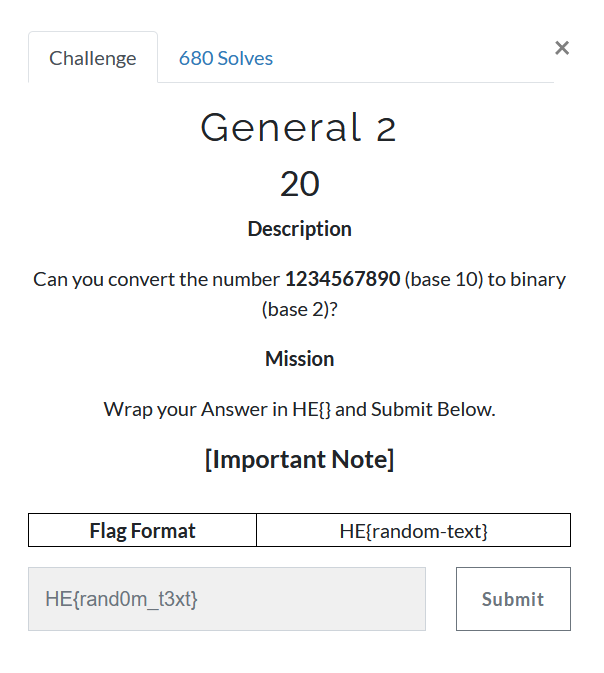 Challenge
680 Solves
×
General 2
20
Description
Can you convert the number 1234567890 (base 10) to binary
(base 2)?
Mission
Wrap your Answer in HE{} and Submit Below.
[Important Note]
Flag Format
HE{random-text}
HE{rand0m_t3xt}
Submit